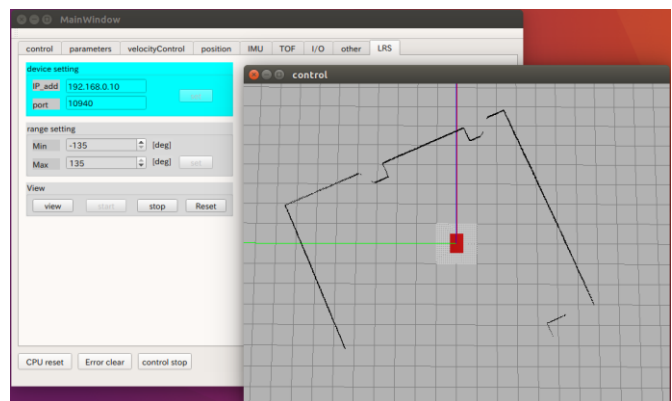 MainWindow
control parameters velocityControl position IMU TOF I/O other LRS
device setting
IP_add 192.168.0.10
port 10940
set
control
range setting
Min -135 [deg]
Max 135 [deg] set
View
view start stop Reset
CPU reset Error clear control stop